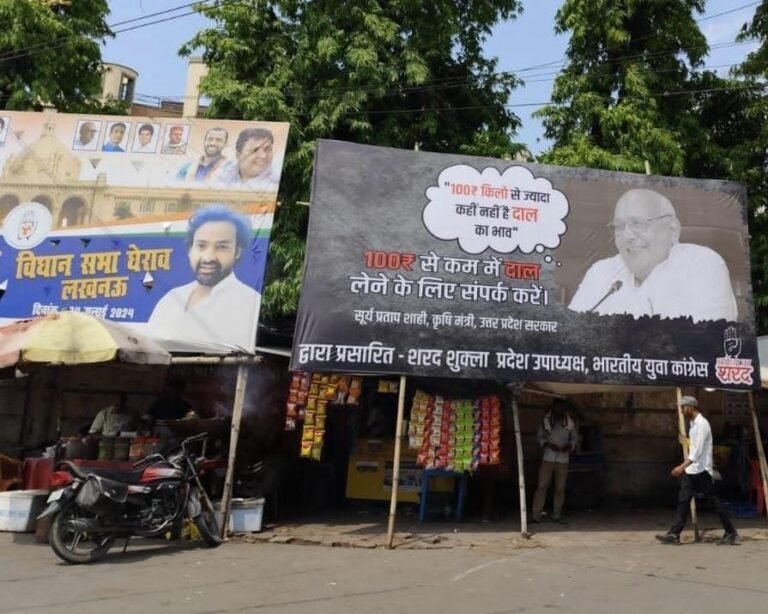 विधान सभा घेराव
लखनऊ
"100₹ किलो से ज्यादा
कहीं नहीं है दाल
का भाव"
100₹ से कम में दाल
लेने के लिए संपर्क करें।
सूर्य प्रताप शाही, कृषि मंत्री, उत्तर प्रदेश सरकार
द्वारा प्रसारित - शरद शुक्ला प्रदेश उपाध्यक्ष, भारतीय युवा कांग्रेस
शरद